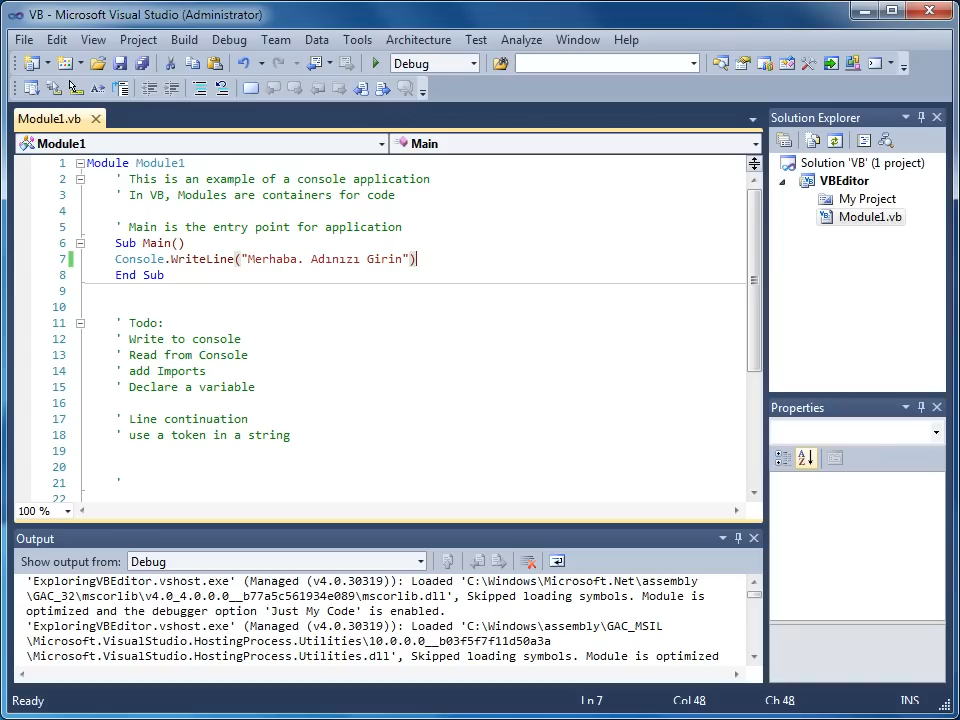 VB - Microsoft Visual Studio (Administrator)
File Edit View Project Build Debug Team Data Tools Architecture Test Analyze Window Help
Debug
Module1.vb
Module1
Main
1 Module Module1
2 ' This is an example of a console application
3 ' In VB, Modules are containers for code
4
5 ' Main is the entry point for application
6 Sub Main()
7 Console.WriteLine("Merhaba. Adınızı Girin")
8 End Sub
9
10
11 ' Todo:
12 ' Write to console
13 ' Read from Console
14 ' add Imports
15 ' Declare a variable
16
17 ' Line continuation
18 ' use a token in a string
19
20
21 '
22
100 %
Solution Explorer
Solution 'VB' (1 project)
VBEditor
My Project
Module1.vb
Properties
Output
Show output from: Debug
'ExploringVBEditor.vshost.exe' (Managed (v4.0.30319)): Loaded 'C:\Windows\Microsoft.Net\assembly
\GAC_32\mscorlib\v4.0_4.0.0.0__b77a5c561934e089\mscorlib.dll', Skipped loading symbols. Module is
optimized and the debugger option 'Just My Code' is enabled.
'ExploringVBEditor.vshost.exe' (Managed (v4.0.30319)): Loaded 'C:\Windows\assembly\GAC_MSIL
\Microsoft.VisualStudio.HostingProcess.Utilities\10.0.0.0__b03f5f7f11d50a3a
\Microsoft.VisualStudio.HostingProcess.Utilities.dll', Skipped loading symbols. Module is optimized
Ready
Ln 7
Col 48
Ch 48
INS